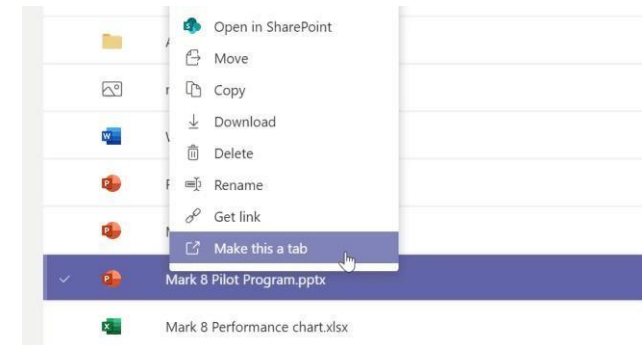 Open in SharePoint
Move
Copy
Download
Delete
Rename
Get link
Make this a tab
Mark 8 Pilot Program.pptx
Mark 8 Performance chart.xlsx